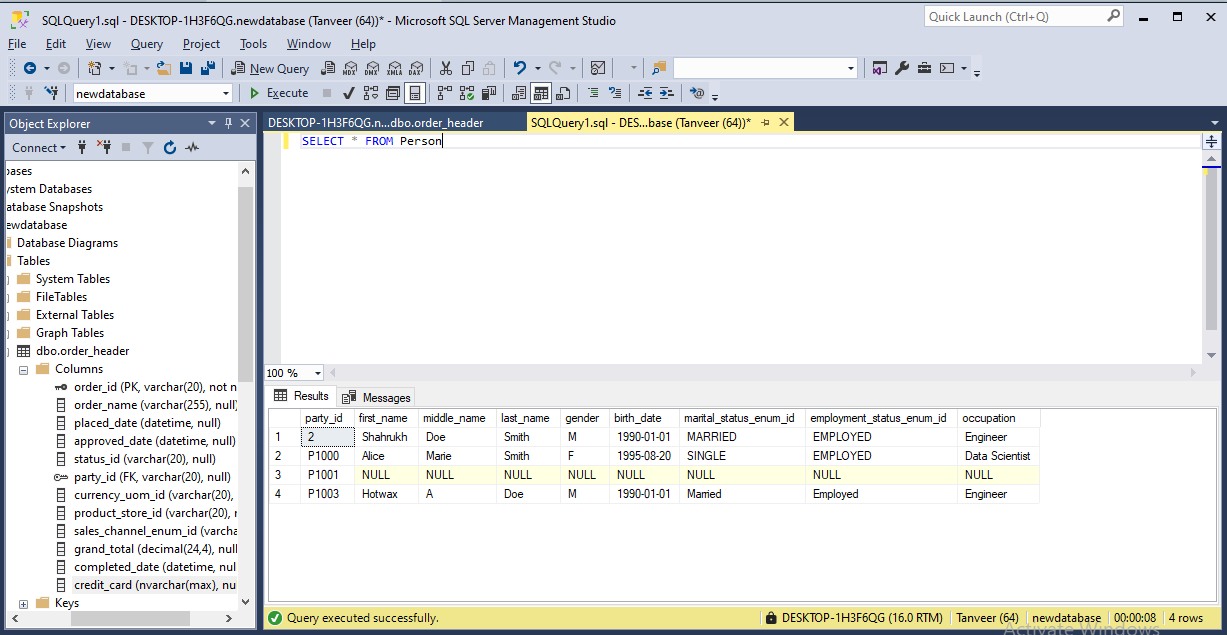 SQLQuery1.sql - DESKTOP-1H3F6QG.newdatabase (Tanveer (64))* - Microsoft SQL Server Management Studio
Quick Launch (Ctrl+Q)
File Edit View Query Project Tools Window Help
New Query MDX DMX XMLA DAX
newdatabase Execute
Object Explorer
DESKTOP-1H3F6QG.n...dbo.order_header SQLQuery1.sql - DES...base (Tanveer (64))*
Connect
SELECT * FROM Person
bases
ystem Databases
atabase Snapshots
ewdatabase
Database Diagrams
Tables
System Tables
FileTables
External Tables
Graph Tables
dbo.order_header
Columns
order_id (PK, varchar(20), not n
order_name (varchar(255), null)
placed_date (datetime, null)
approved_date (datetime, null)
status_id (varchar(20), null)
party_id (FK, varchar(20), null)
currency_uom_id (varchar(20),
product_store_id (varchar(20), r
sales_channel_enum_id (varcha
grand_total (decimal(24,4), null
completed_date (datetime, nul
credit_card (nvarchar(max), nu
Keys
100 %
Results Messages
party_id first_name middle_name last_name gender birth_date marital_status_enum_id employment_status_enum_id occupation
1 2 Shahrukh Doe Smith M 1990-01-01 MARRIED EMPLOYED Engineer
2 P1000 Alice Marie Smith F 1995-08-20 SINGLE EMPLOYED Data Scientist
3 P1001 NULL NULL NULL NULL NULL NULL NULL NULL
4 P1003 Hotwax A Doe M 1990-01-01 Married Employed Engineer
Query executed successfully. DESKTOP-1H3F6QG (16.0 RTM) Tanveer (64) newdatabase 00:00:08 4 rows
Activate Windows